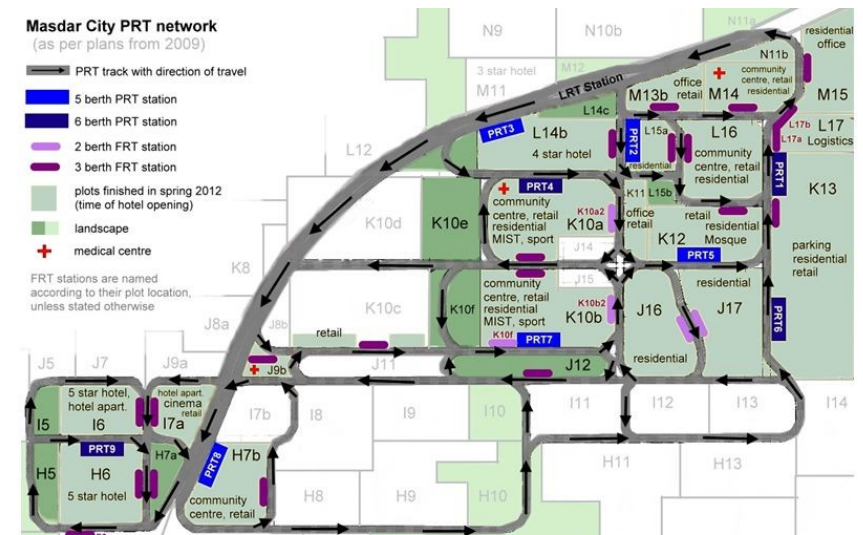 Masdar City PRT network
(as per plans from 2009)
PRT track with direction of travel
5 berth PRT station
6 berth PRT station
2 berth FRT station
3 berth FRT station
plots finished in spring 2012
(time of hotel opening)
landscape
medical centre
FRT stations are named
according to their plot location,
unless stated otherwise
N9
N10b
N11a
residential
office
3 star hotel
M12
M11
LRT Station
office
retail
N11b
community
centre, retail
residential
M13b
M14
M15
L14c
L12
PRT3
L14b
4 star hotel
PRT2
L15a
residential
L16
community
centre, retail
residential
L17b
L17a
L17
Logistics
PRT4
K10e
K10d
community
centre, retail
residential
MIST, sport
K10a2
K10a
K11
office
retail
L15b
retail
residential
Mosque
K12
PRT5
PRT1
K13
parking
residential
retail
J14
J15
K8
K10c
K10f
community
centre, retail
residential
MIST, sport
K10b2
K10b
K10f
PRT7
J16
residential
residential
J17
PRT6
J8a
J8b
retail
J9b
J11
J12
J5
J7
J9a
5 star hotel,
hotel apart.
I6
hotel apart.
cinema
retail
I7a
I5
I7b
I8
I9
I10
I11
I12
I13
I14
PRT9
H5
H6
5 star hotel
H7a
PRT8
H7b
community
centre, retail
H8
H9
H10
H11
H13